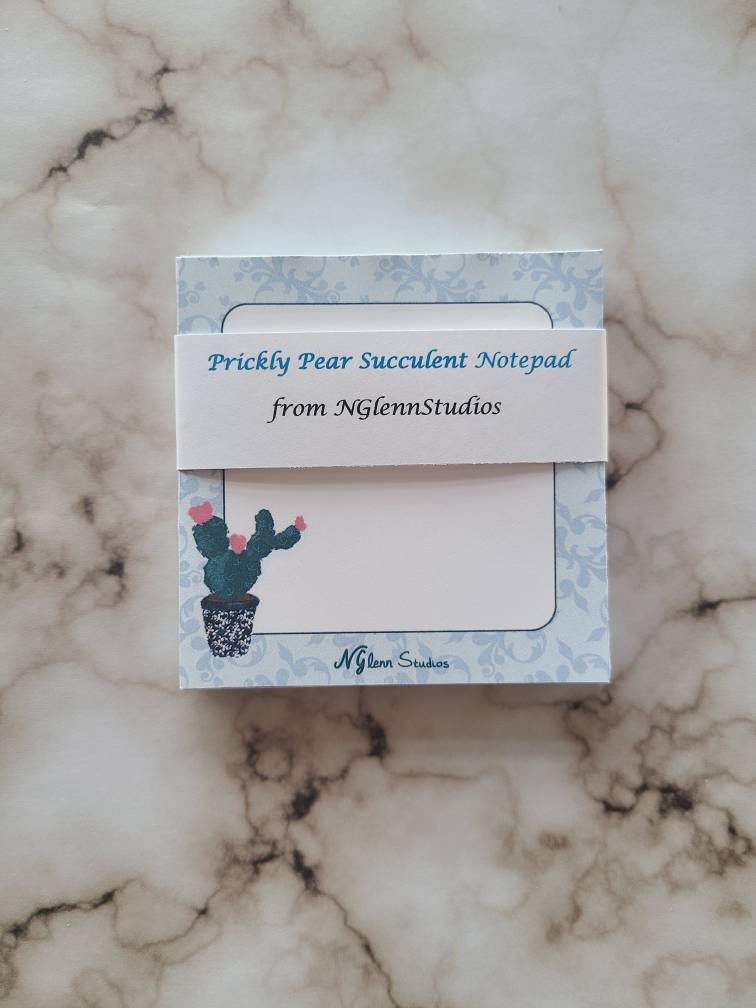 Prickly Pear Succulent Notepad
from NGlennStudios
NGlenn Studios